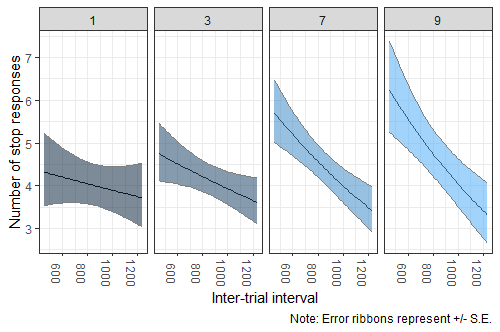 1 3 7 9
Number of stop responses
7
6
5
4
3
600 800 1000 1200 600 800 1000 1200 600 800 1000 1200 600 800 1000 1200
Inter-trial interval
Note: Error ribbons represent +/- S.E.